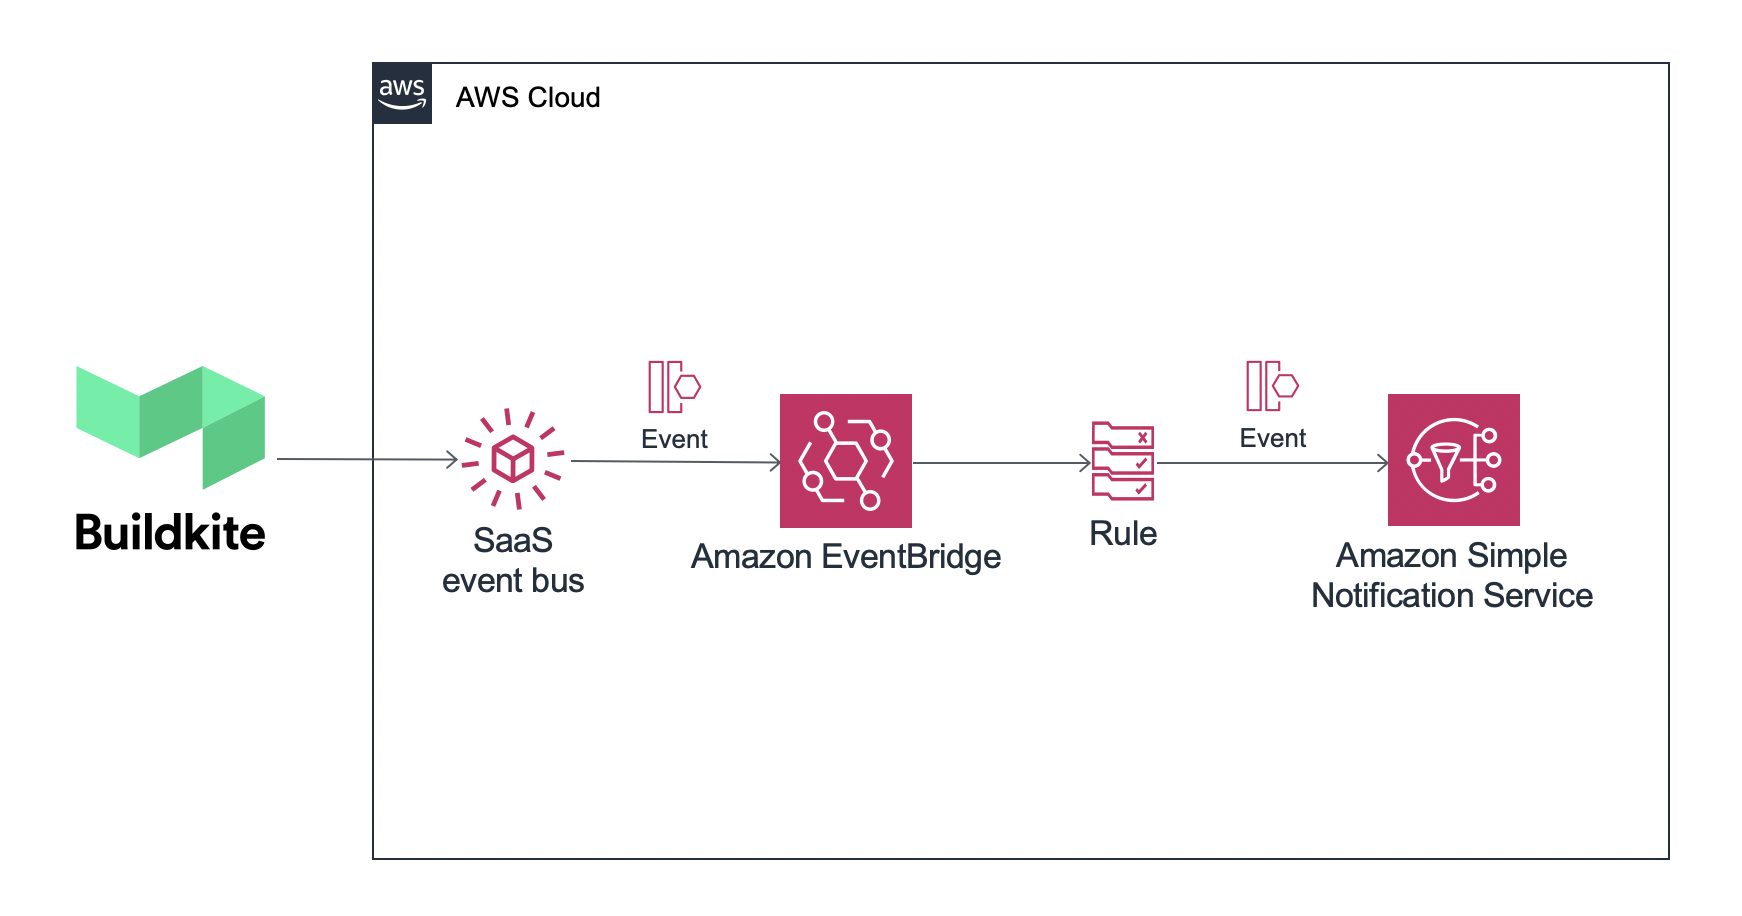 aws
AWS Cloud
Buildkite
SaaS
event bus
Event
Amazon EventBridge
Rule
Event
Amazon Simple
Notification Service